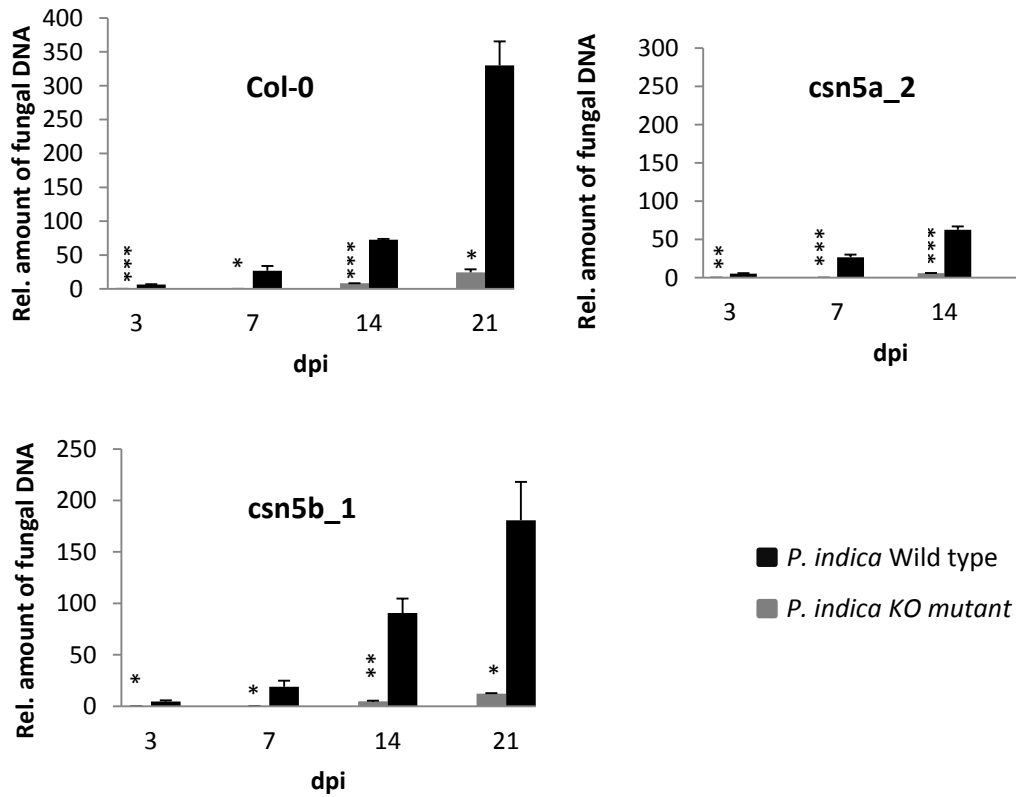 Rel. amount of fungal DNA
400
350
300
250
200
150
100
50
0
Col-0
***
*
***
*
3 7 14 21
dpi
Rel. amount of fungal DNA
300
250
200
150
100
50
0
csn5a_2
**
***
***
3 7 14
dpi
Rel. amount of fungal DNA
250
200
150
100
50
0
csn5b_1
*
*
**
*
3 7 14 21
dpi
P. indica Wild type
P. indica KO mutant